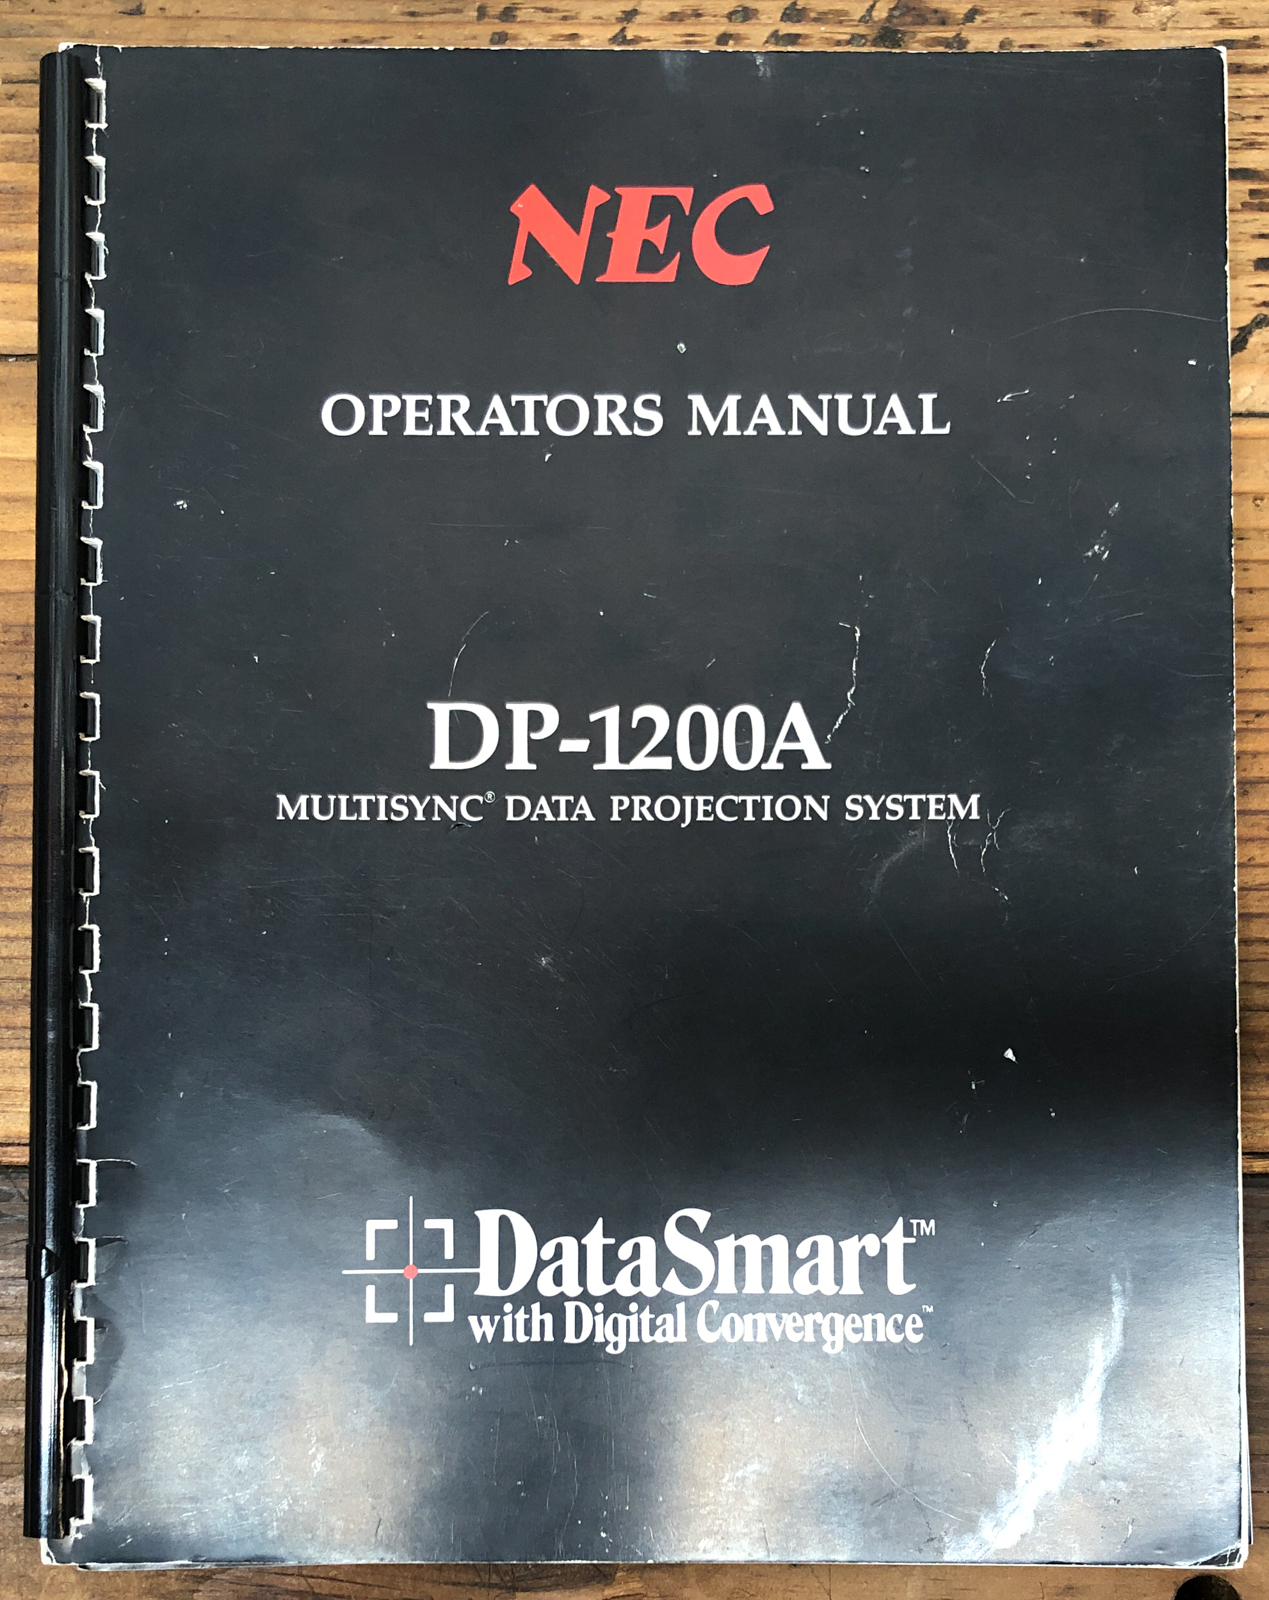 NEC
OPERATORS MANUAL
DP-1200A
MULTISYNC® DATA PROJECTION SYSTEM
DataSmart™
with Digital Convergence™